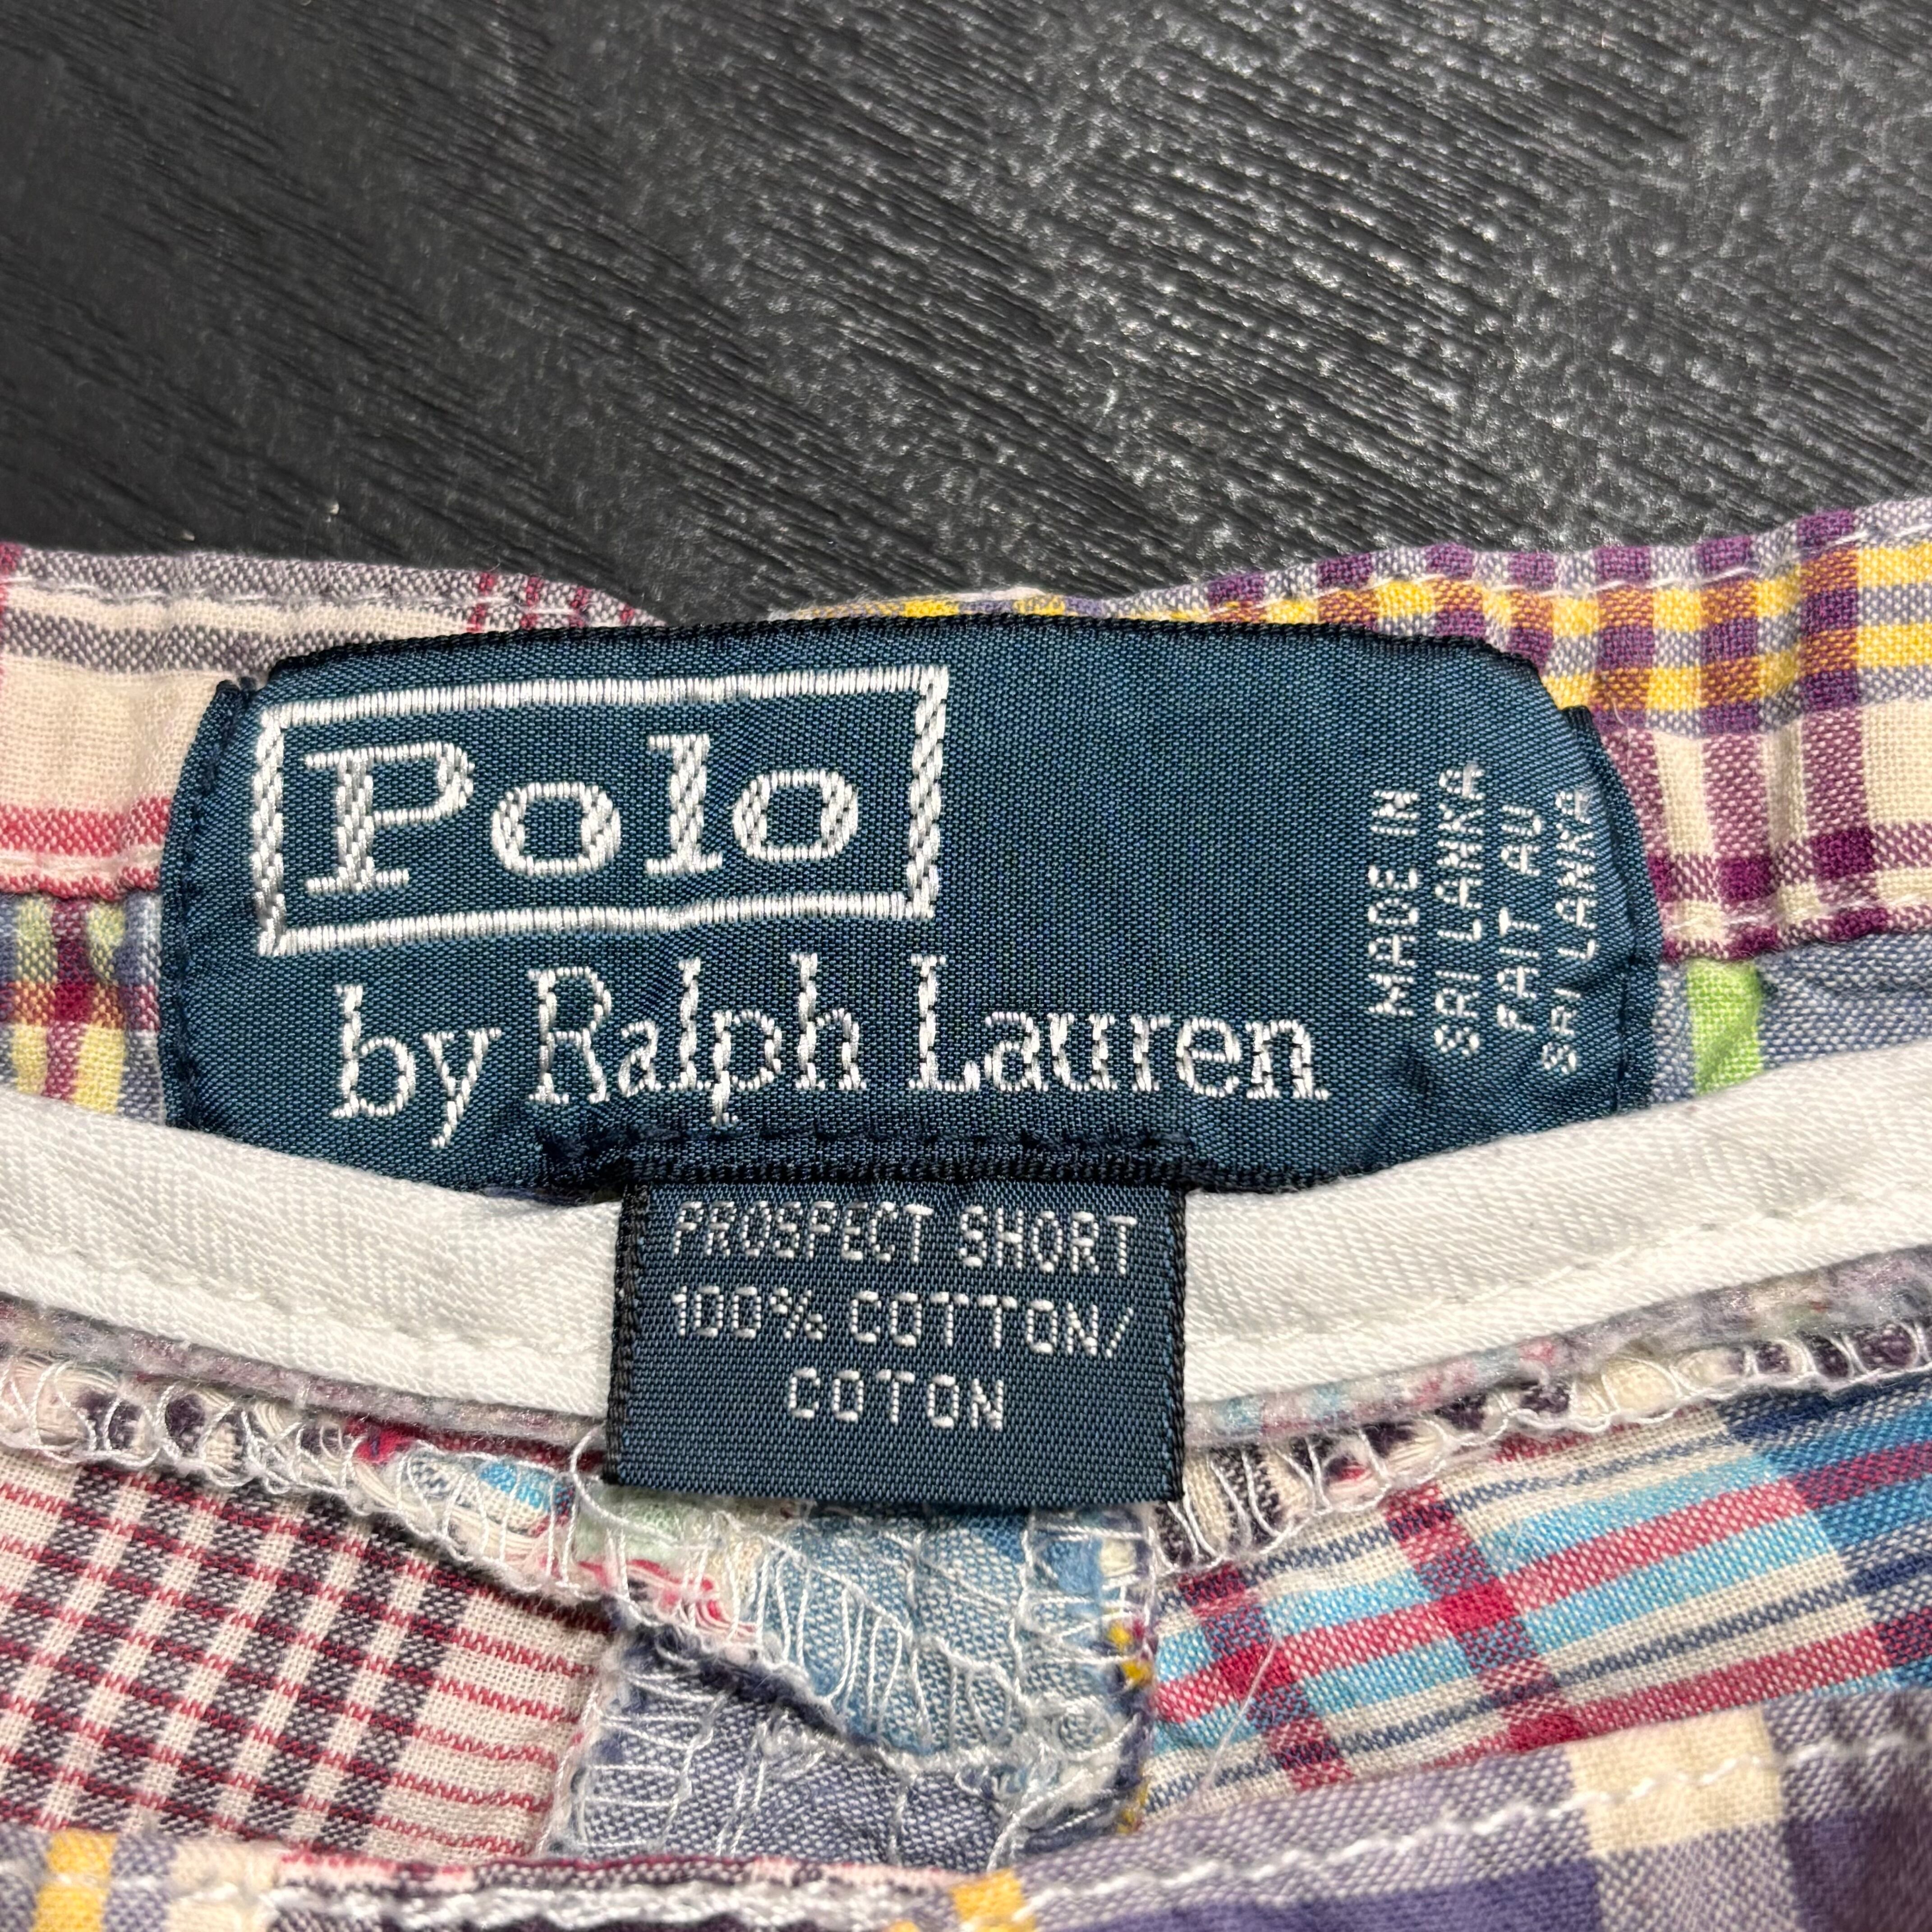 Polo
by Ralph Lauren
MADE IN
SRI LANKA
FAIT AU
SRI LANKA
PROSPECT SHORT
100% COTTON/
COTON